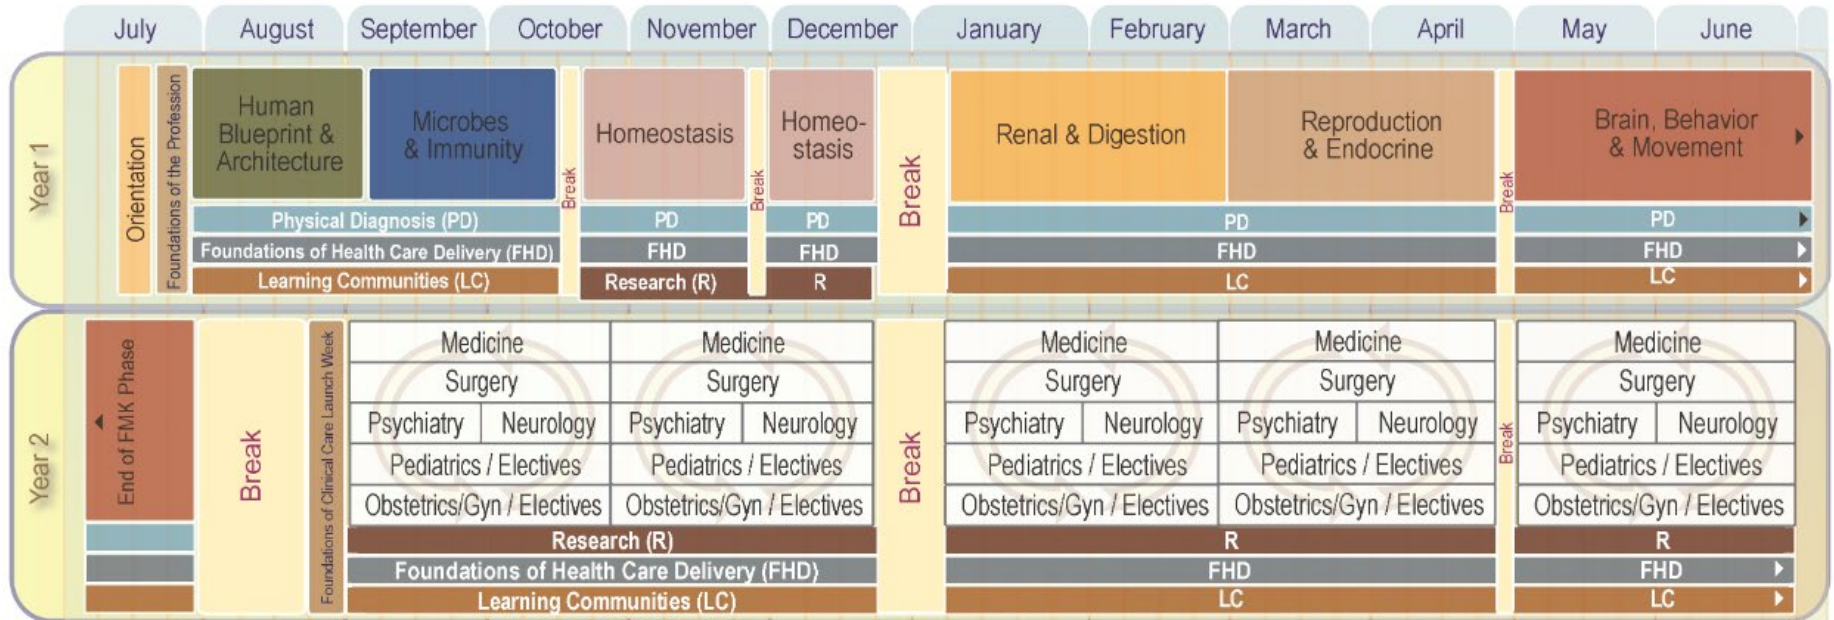 July
August
September
October
November
December
January
February
March
April
May
June
Year 1
Orientation
Foundations of the Profession
Human
Blueprint &
Architecture
Microbes
& Immunity
Break
Homeostasis
Break
Homeo-
stasis
Break
Renal & Digestion
Reproduction
& Endocrine
Break
Brain, Behavior
& Movement
Physical Diagnosis (PD)
PD
PD
PD
PD
Foundations of Health Care Delivery (FHD)
FHD
FHD
FHD
FHD
Learning Communities (LC)
Research (R)
R
LC
LC
Year 2
End of FMK Phase
Break
Foundations of Clinical Care Launch Week
Medicine
Surgery
Psychiatry
Neurology
Pediatrics / Electives
Obstetrics/Gyn / Electives
Medicine
Surgery
Psychiatry
Neurology
Pediatrics / Electives
Obstetrics/Gyn / Electives
Break
Medicine
Surgery
Psychiatry
Neurology
Pediatrics / Electives
Obstetrics/Gyn / Electives
Medicine
Surgery
Psychiatry
Neurology
Pediatrics / Electives
Obstetrics/Gyn / Electives
Break
Medicine
Surgery
Psychiatry
Neurology
Pediatrics / Electives
Obstetrics/Gyn / Electives
Research (R)
R
R
Foundations of Health Care Delivery (FHD)
FHD
FHD
Learning Communities (LC)
LC
LC